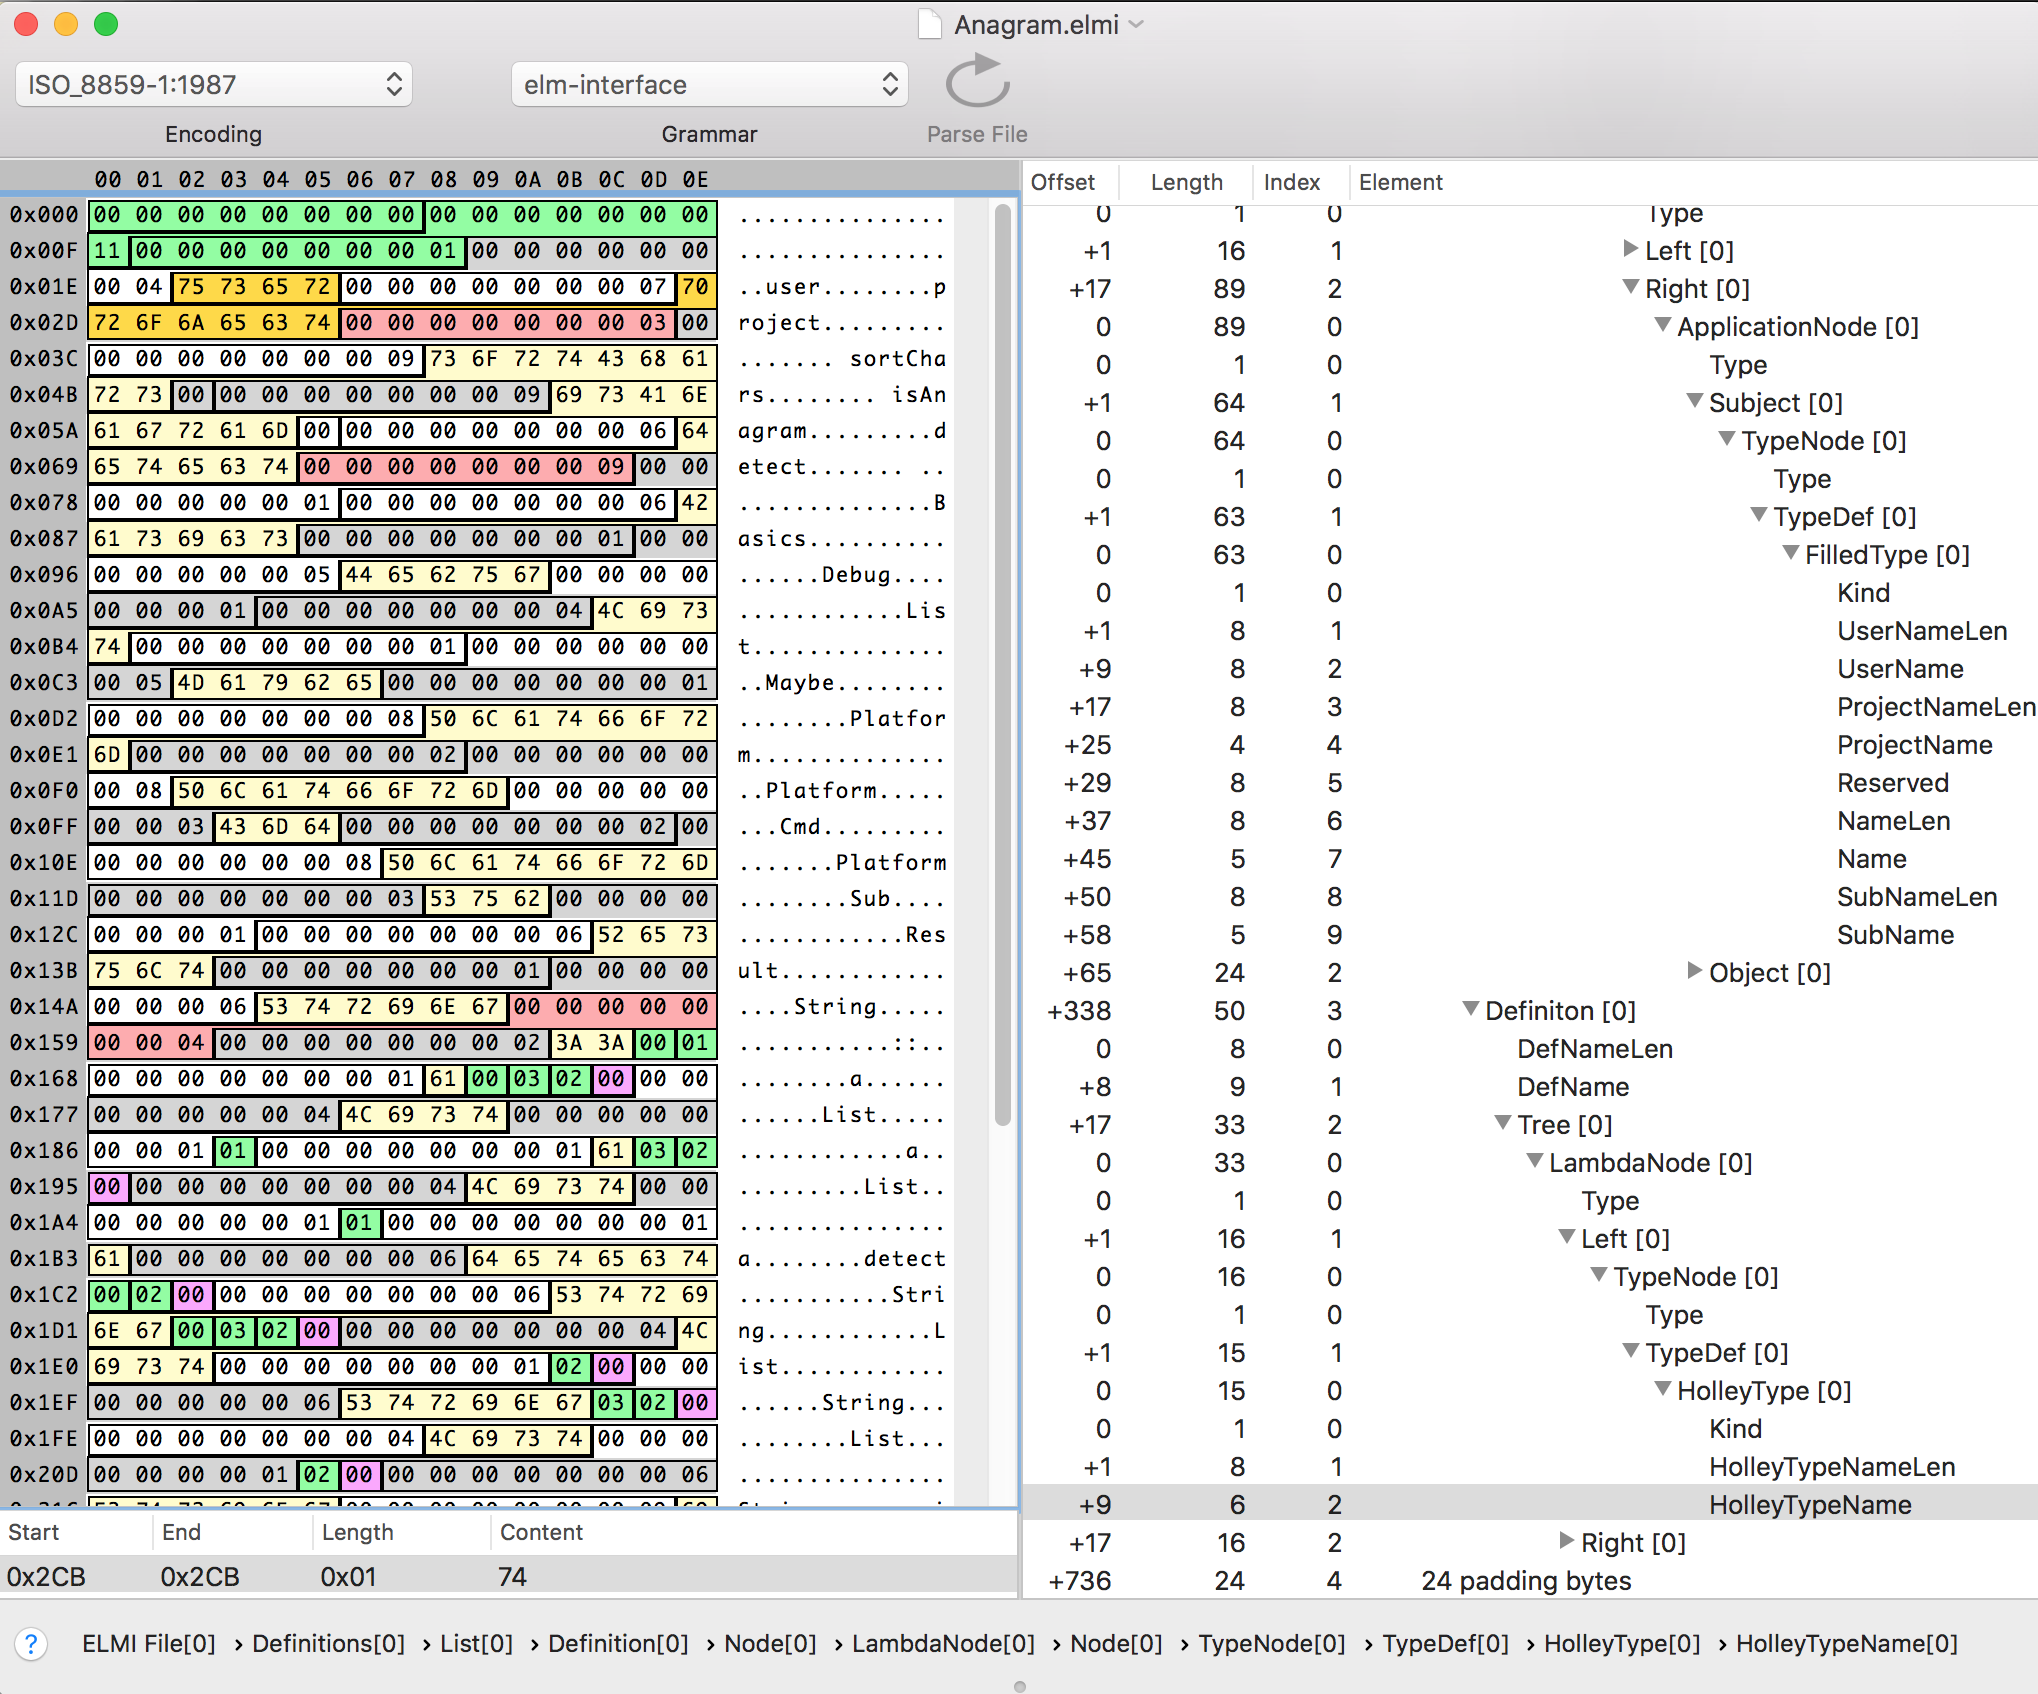 Anagram.elmi
ISO_8859-1:1987
elm-interface
Encoding
Grammar
Parse File
00 01 02 03 04 05 06 07 08 09 0A 0B 0C 0D 0E
0x000 00 00 00 00 00 00 00 00 00 00 00 00 00 00 00 ...............
0x00F 11 00 00 00 00 00 00 00 01 00 00 00 00 00 00 ...............
0x01E 00 04 75 73 65 72 00 00 00 00 00 00 00 07 70 ..user........p
0x02D 72 6F 6A 65 63 74 00 00 00 00 00 00 00 03 00 roject.........
0x03C 00 00 00 00 00 00 00 09 73 6F 72 74 43 68 61 ....... sortCha
0x04B 72 73 00 00 00 00 00 00 00 00 09 69 73 41 6E rs........ isAn
0x05A 61 67 72 61 6D 00 00 00 00 00 00 00 00 06 64 agram.........d
0x069 65 74 65 63 74 00 00 00 00 00 00 00 09 00 00 etect....... ..
0x078 00 00 00 00 00 01 00 00 00 00 00 00 00 06 42 ..............B
0x087 61 73 69 63 73 00 00 00 00 00 00 00 01 00 00 asics..........
0x096 00 00 00 00 00 05 44 65 62 75 67 00 00 00 00 ......Debug....
0x0A5 00 00 00 01 00 00 00 00 00 00 00 04 4C 69 73 ............Lis
0x0B4 74 00 00 00 00 00 00 00 01 00 00 00 00 00 00 t..............
0x0C3 00 05 4D 61 79 62 65 00 00 00 00 00 00 00 01 ..Maybe........
0x0D2 00 00 00 00 00 00 00 08 50 6C 61 74 66 6F 72 ........Platfor
0x0E1 6D 00 00 00 00 00 00 00 02 00 00 00 00 00 00 m..............
0x0F0 00 08 50 6C 61 74 66 6F 72 6D 00 00 00 00 00 ..Platform.....
0x0FF 00 00 03 43 6D 64 00 00 00 00 00 00 00 02 00 ...Cmd.........
0x10E 00 00 00 00 00 00 08 50 6C 61 74 66 6F 72 6D .......Platform
0x11D 00 00 00 00 00 00 00 03 53 75 62 00 00 00 00 ........Sub....
0x12C 00 00 00 01 00 00 00 00 00 00 00 06 52 65 73 ............Res
0x13B 75 6C 74 00 00 00 00 00 00 00 01 00 00 00 00 ult............
0x14A 00 00 00 06 53 74 72 69 6E 67 00 00 00 00 00 ....String.....
0x159 00 00 04 00 00 00 00 00 00 00 02 3A 3A 00 01 ...........::..
0x168 00 00 00 00 00 00 00 01 61 00 03 02 00 00 00 ........a......
0x177 00 00 00 00 00 04 4C 69 73 74 00 00 00 00 00 ......List.....
0x186 00 00 01 01 00 00 00 00 00 00 00 01 61 03 02 ............a..
0x195 00 00 00 00 00 00 00 00 04 4C 69 73 74 00 00 .........List..
0x1A4 00 00 00 00 00 01 01 00 00 00 00 00 00 00 01 ...............
0x1B3 61 00 00 00 00 00 00 00 06 64 65 74 65 63 74 a........detect
0x1C2 00 02 00 00 00 00 00 00 00 00 06 53 74 72 69 ...........Stri
0x1D1 6E 67 00 03 02 00 00 00 00 00 00 00 00 04 4C ng............L
0x1E0 69 73 74 00 00 00 00 00 00 00 01 02 00 00 00 ist............
0x1EF 00 00 00 00 00 06 53 74 72 69 6E 67 03 02 00 ......String...
0x1FE 00 00 00 00 00 00 00 04 4C 69 73 74 00 00 00 ........List...
0x20D 00 00 00 00 01 02 00 00 00 00 00 00 00 00 06 ...............
Start End Length Content
0x2CB 0x2CB 0x01 74
Offset Length Index Element
0 1 0 Type
+1 16 1 Left [0]
+17 89 2 Right [0]
0 89 0 ApplicationNode [0]
0 1 0 Type
+1 64 1 Subject [0]
0 64 0 TypeNode [0]
0 1 0 Type
+1 63 1 TypeDef [0]
0 63 0 FilledType [0]
0 1 0 Kind
+1 8 1 UserNameLen
+9 8 2 UserName
+17 8 3 ProjectNameLen
+25 4 4 ProjectName
+29 8 5 Reserved
+37 8 6 NameLen
+45 5 7 Name
+50 8 8 SubNameLen
+58 5 9 SubName
+65 24 2 Object [0]
+338 50 3 Definiton [0]
0 8 0 DefNameLen
+8 9 1 DefName
+17 33 2 Tree [0]
0 33 0 LambdaNode [0]
0 1 0 Type
+1 16 1 Left [0]
0 16 0 TypeNode [0]
0 1 0 Type
+1 15 1 TypeDef [0]
0 15 0 HolleyType [0]
0 1 0 Kind
+1 8 1 HolleyTypeNameLen
+9 6 2 HolleyTypeName
+17 16 2 Right [0]
+736 24 4 24 padding bytes
? ELMI File[0] › Definitions[0] › List[0] › Definition[0] › Node[0] › LambdaNode[0] › Node[0] › TypeNode[0] › TypeDef[0] › HolleyType[0] › HolleyTypeName[0]